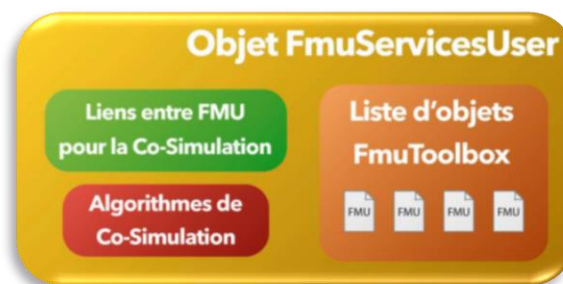 Objet FmuServicesUser
Liens entre FMU
pour la Co-Simulation
Algorithmes de
Co-Simulation
Liste d'objets
FmuToolbox
FMU FMU FMU FMU